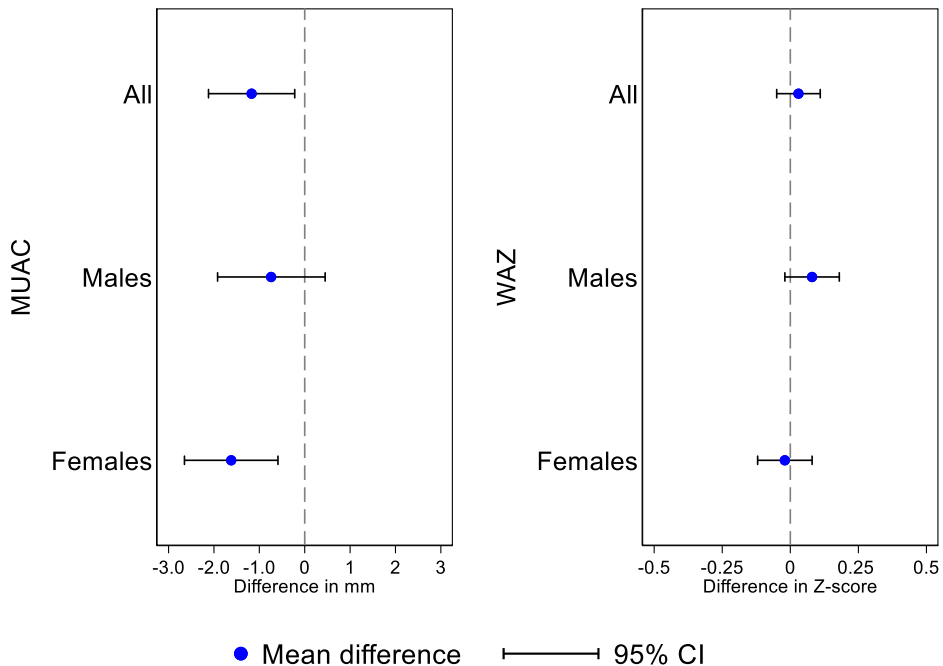 MUAC
All
Males
Females
-3.0 -2.0 -1.0 0 1 2 3
Difference in mm
WAZ
All
Males
Females
-0.5 -0.25 0 0.25 0.5
Difference in Z-score
Mean difference 95% CI